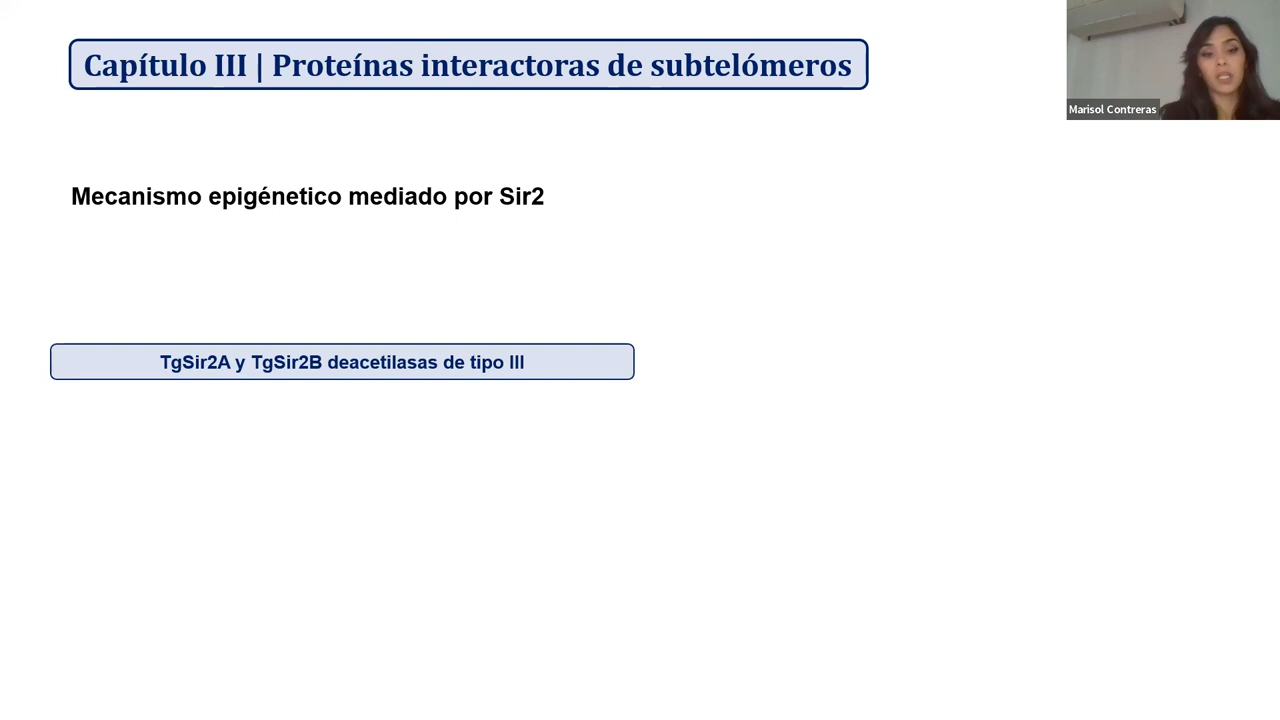 Capítulo III | Proteínas interactoras de subtelómeros
Marisol Contreras
Mecanismo epigénetico mediado por Sir2
TgSir2A y TgSir2B deacetilasas de tipo III